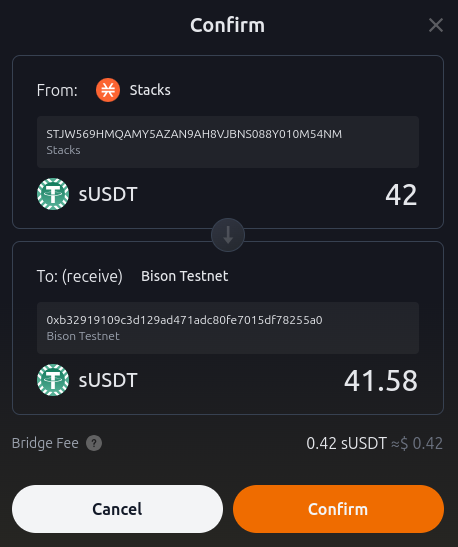 Confirm
From: Stacks
STJW569HMQAMY5AZAN9AH8VJBNS088Y010M54NM
Stacks
sUSDT 42
To: (receive) Bison Testnet
0xb32919109c3d129ad471adc80fe7015df78255a0
Bison Testnet
sUSDT 41.58
Bridge Fee ? 0.42 sUSDT ≈$ 0.42
Cancel Confirm